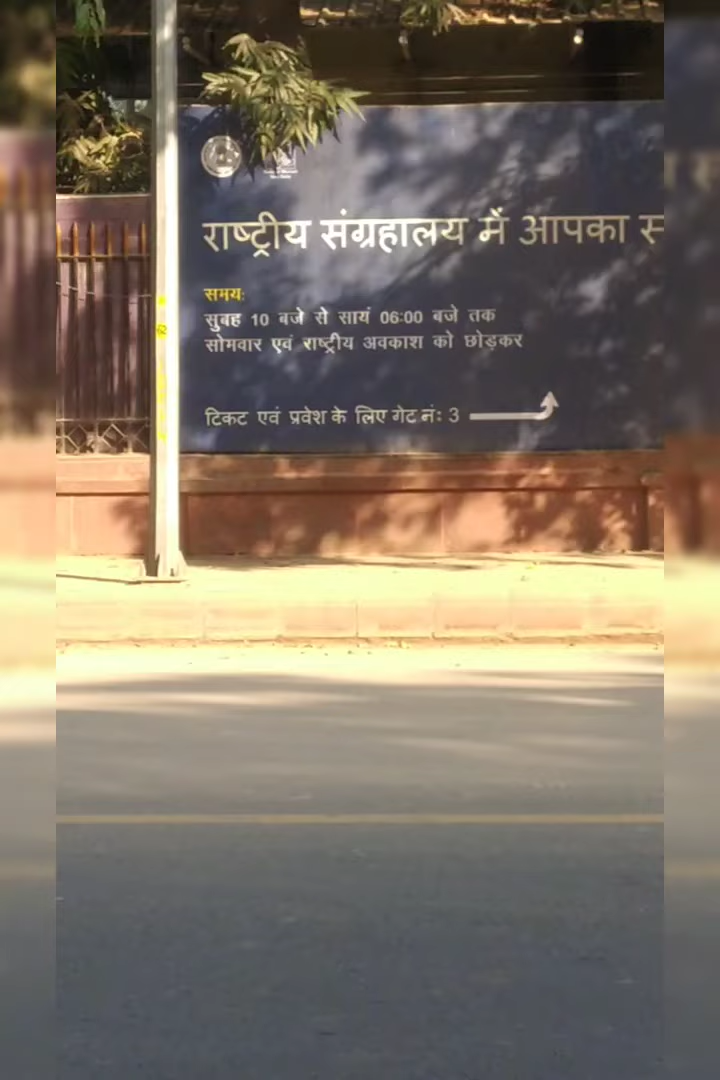 राष्ट्रीय संग्रहालय में आपका
समय:
सुबह 10 बजे से सायं 06:00 बजे तक
सोमवार एवं राष्ट्रीय अवकाश को छोड़कर
टिकट एवं प्रवेश के लिए गेट नं: 3